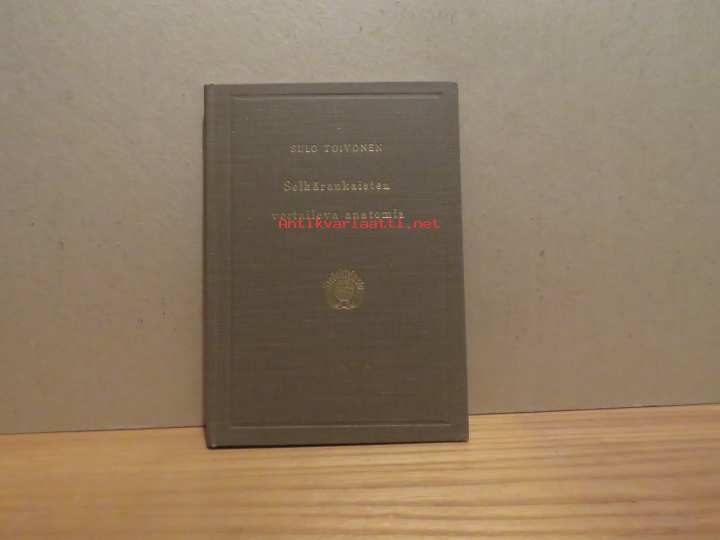 SULO TOIVONEN
Selkärankaisten
vertaileva anatomia
Antikvariaatti.net